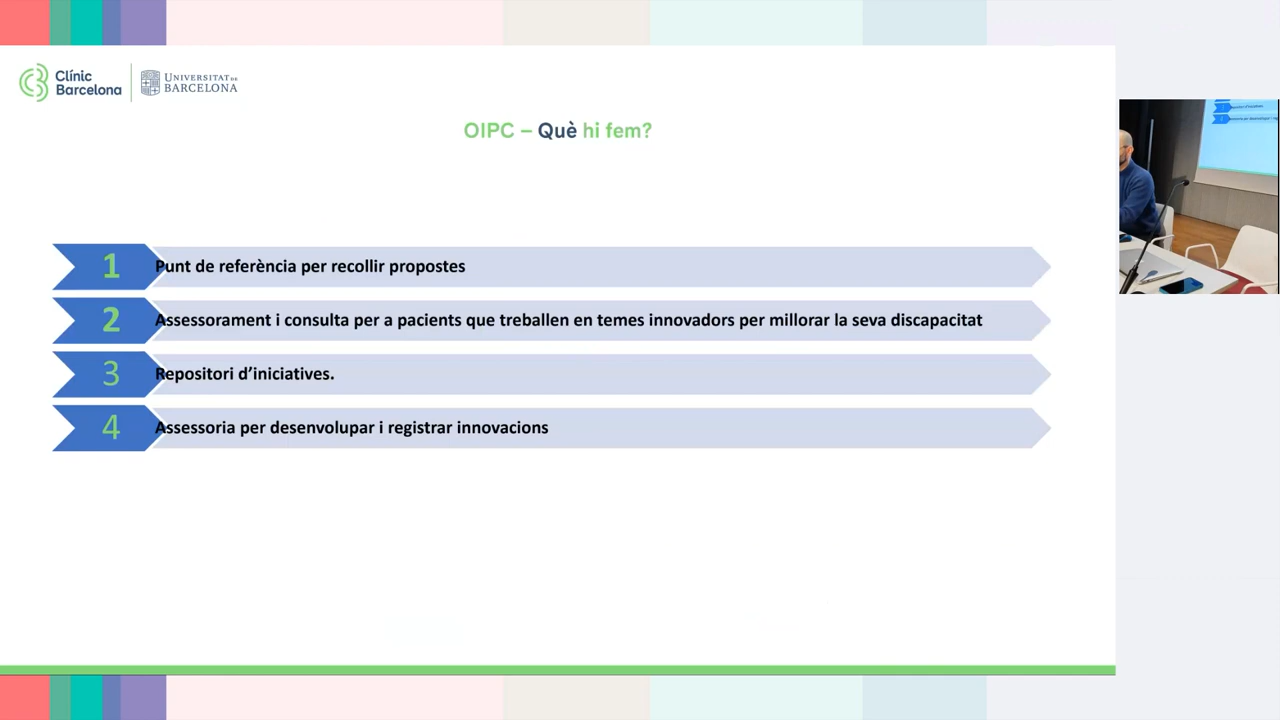 Clínic
Barcelona
UNIVERSITAT DE
BARCELONA
OIPC – Què hi fem?
1 Punt de referència per recollir propostes
2 Assessorament i consulta per a pacients que treballen en temes innovadors per millorar la seva discapacitat
3 Repositori d’iniciatives.
4 Assessoria per desenvolupar i registrar innovacions